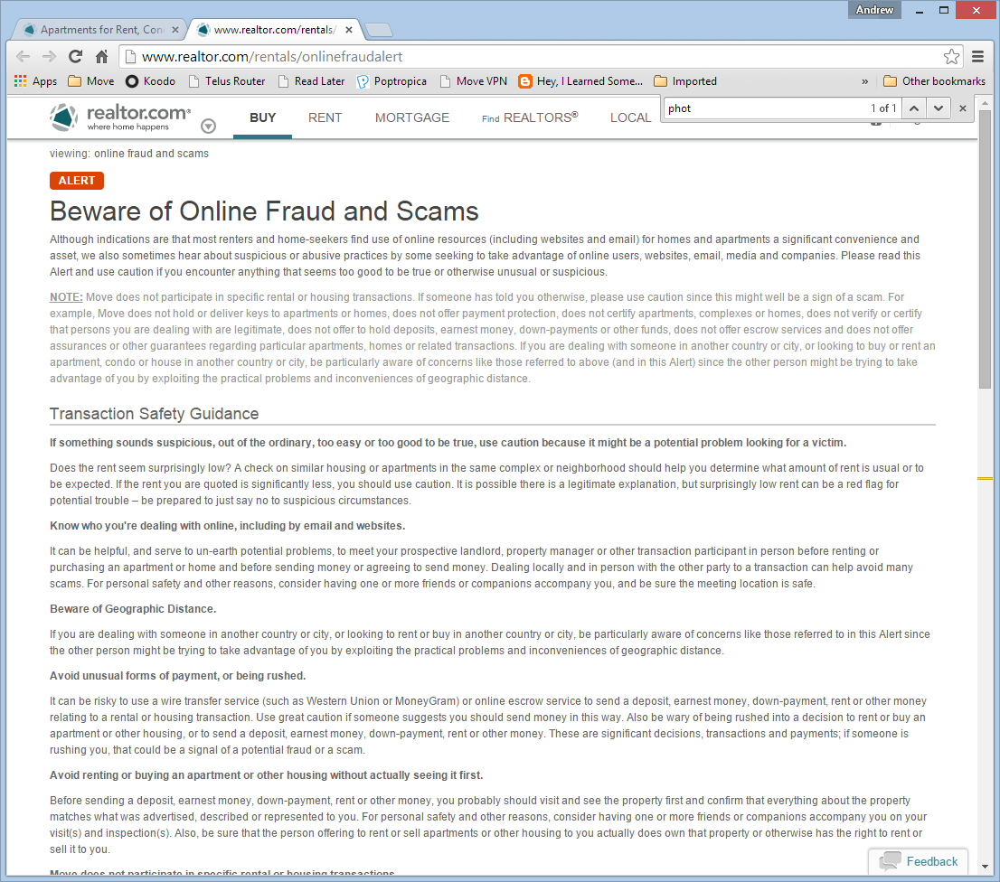 Andrew
Apartments for Rent, Con
www.realtor.com/rentals/
www.realtor.com/rentals/onlinefraudalert
Apps Move Koodo Telus Router Read Later Poptropica Move VPN Hey, I Learned Some... Imported » Other bookmarks
realtor.com®
where home happens
BUY RENT MORTGAGE Find REALTORS® LOCAL
phot 1 of 1
viewing: online fraud and scams
ALERT
Beware of Online Fraud and Scams
Although indications are that most renters and home-seekers find use of online resources (including websites and email) for homes and apartments a significant convenience and
asset, we also sometimes hear about suspicious or abusive practices by some seeking to take advantage of online users, websites, email, media and companies. Please read this
Alert and use caution if you encounter anything that seems too good to be true or otherwise unusual or suspicious.
NOTE: Move does not participate in specific rental or housing transactions. If someone has told you otherwise, please use caution since this might well be a sign of a scam. For
example, Move does not hold or deliver keys to apartments or homes, does not offer payment protection, does not certify apartments, complexes or homes, does not verify or certify
that persons you are dealing with are legitimate, does not offer to hold deposits, earnest money, down-payments or other funds, does not offer escrow services and does not offer
assurances or other guarantees regarding particular apartments, homes or related transactions. If you are dealing with someone in another country or city, or looking to buy or rent an
apartment, condo or house in another country or city, be particularly aware of concerns like those referred to above (and in this Alert) since the other person might be trying to take
advantage of you by exploiting the practical problems and inconveniences of geographic distance.
Transaction Safety Guidance
If something sounds suspicious, out of the ordinary, too easy or too good to be true, use caution because it might be a potential problem looking for a victim.
Does the rent seem surprisingly low? A check on similar housing or apartments in the same complex or neighborhood should help you determine what amount of rent is usual or to
be expected. If the rent you are quoted is significantly less, you should use caution. It is possible there is a legitimate explanation, but surprisingly low rent can be a red flag for
potential trouble – be prepared to just say no to suspicious circumstances.
Know who you're dealing with online, including by email and websites.
It can be helpful, and serve to un-earth potential problems, to meet your prospective landlord, property manager or other transaction participant in person before renting or
purchasing an apartment or home and before sending money or agreeing to send money. Dealing locally and in person with the other party to a transaction can help avoid many
scams. For personal safety and other reasons, consider having one or more friends or companions accompany you, and be sure the meeting location is safe.
Beware of Geographic Distance.
If you are dealing with someone in another country or city, or looking to rent or buy in another country or city, be particularly aware of concerns like those referred to in this Alert since
the other person might be trying to take advantage of you by exploiting the practical problems and inconveniences of geographic distance.
Avoid unusual forms of payment, or being rushed.
It can be risky to use a wire transfer service (such as Western Union or MoneyGram) or online escrow service to send a deposit, earnest money, down-payment, rent or other money
relating to a rental or housing transaction. Use great caution if someone suggests you should send money in this way. Also be wary of being rushed into a decision to rent or buy an
apartment or other housing, or to send a deposit, earnest money, down-payment, rent or other money. These are significant decisions, transactions and payments; if someone is
rushing you, that could be a signal of a potential fraud or a scam.
Avoid renting or buying an apartment or other housing without actually seeing it first.
Before sending a deposit, earnest money, down-payment, rent or other money, you probably should visit and see the property first and confirm that everything about the property
matches what was advertised, described or represented to you. For personal safety and other reasons, consider having one or more friends or companions accompany you on your
visit(s) and inspection(s). Also, be sure that the person offering to rent or sell apartments or other housing to you actually does own that property or otherwise has the right to rent or
sell it to you.
Feedback
Move does not participate in specific rental or housing transactions.